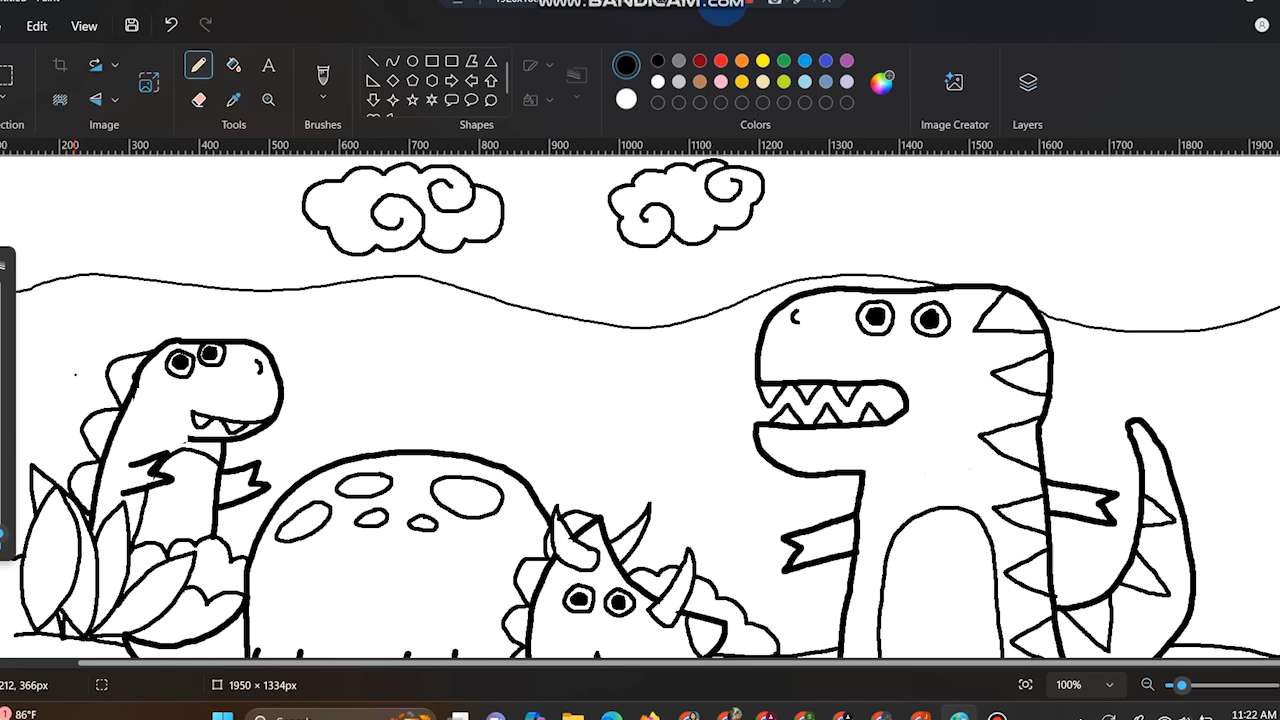 www.BANDICAM.com
Edit View
Image Tools Brushes Shapes Colors Image Creator Layers
200 300 400 500 600 700 800 900 1000 1100 1200 1300 1400 1500 1600 1700 1800 1900
212, 366px 1950 × 1334px 100%
86°F 11:22 AM